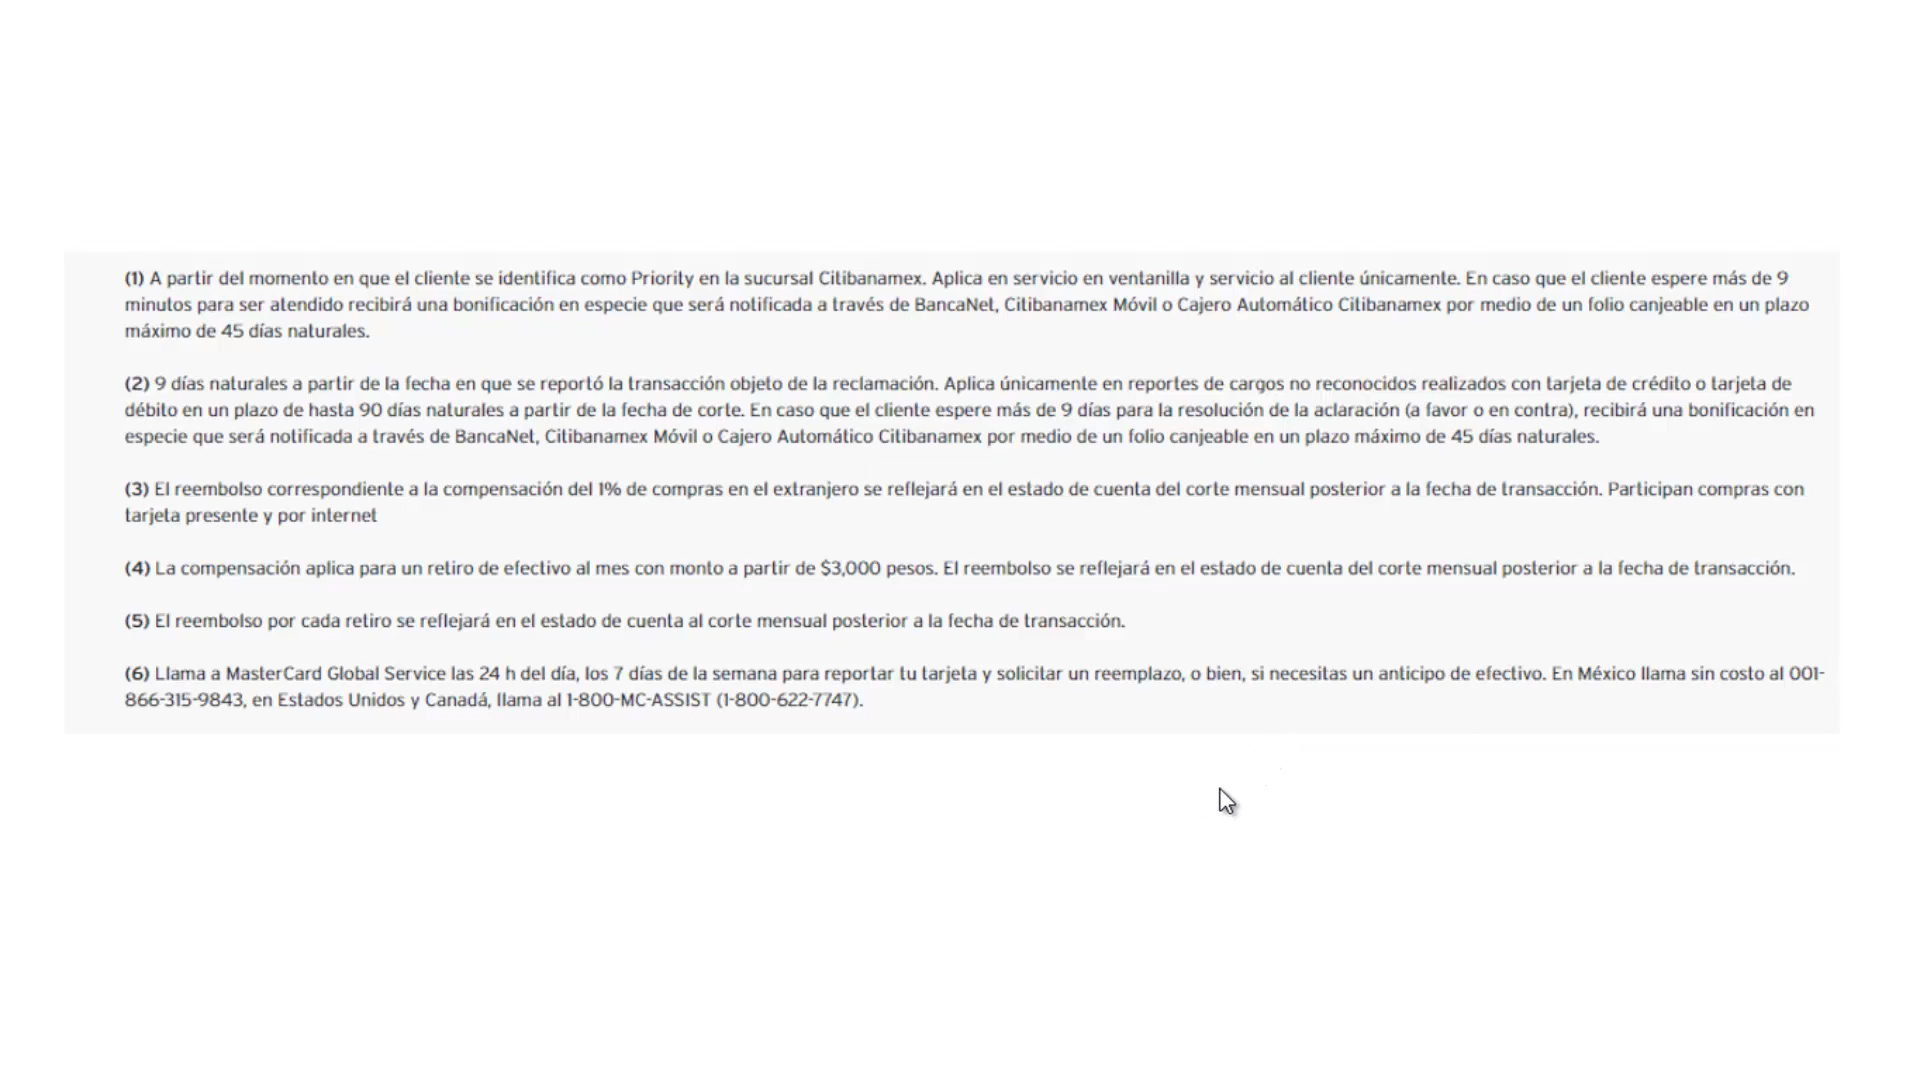 (1) A partir del momento en que el cliente se identifica como Priority en la sucursal Citibanamex. Aplica en servicio en ventanilla y servicio al cliente únicamente. En caso que el cliente espere más de 9
minutos para ser atendido recibirá una bonificación en especie que será notificada a través de BancaNet, Citibanamex Móvil o Cajero Automático Citibanamex por medio de un folio canjeable en un plazo
máximo de 45 días naturales.
(2) 9 días naturales a partir de la fecha en que se reportó la transacción objeto de la reclamación. Aplica únicamente en reportes de cargos no reconocidos realizados con tarjeta de crédito o tarjeta de
débito en un plazo de hasta 90 días naturales a partir de la fecha de corte. En caso que el cliente espere más de 9 días para la resolución de la aclaración (a favor o en contra), recibirá una bonificación en
especie que será notificada a través de BancaNet, Citibanamex Móvil o Cajero Automático Citibanamex por medio de un folio canjeable en un plazo máximo de 45 días naturales.
(3) El reembolso correspondiente a la compensación del 1% de compras en el extranjero se reflejará en el estado de cuenta del corte mensual posterior a la fecha de transacción. Participan compras con
tarjeta presente y por internet
(4) La compensación aplica para un retiro de efectivo al mes con monto a partir de $3,000 pesos. El reembolso se reflejará en el estado de cuenta del corte mensual posterior a la fecha de transacción.
(5) El reembolso por cada retiro se reflejará en el estado de cuenta al corte mensual posterior a la fecha de transacción.
(6) Llama a MasterCard Global Service las 24 h del día, los 7 días de la semana para reportar tu tarjeta y solicitar un reemplazo, o bien, si necesitas un anticipo de efectivo. En México llama sin costo al 001-
866-315-9843, en Estados Unidos y Canadá, llama al 1-800-MC-ASSIST (1-800-622-7747).